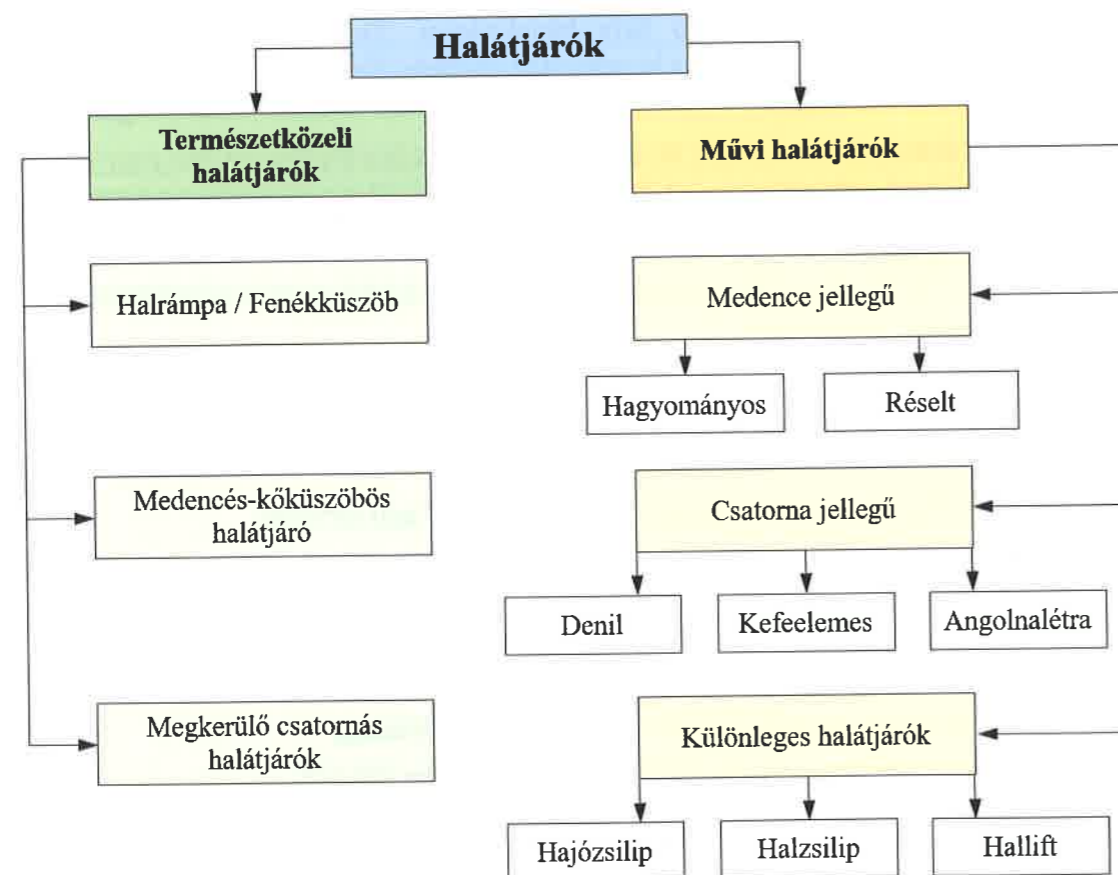 Halátjárók
Természetközeli
halátjárók
Művi halátjárók
Halrámpa / Fenékküszöb
Medence jellegű
Hagyományos
Réselt
Medencés-kőküszöbös
halátjáró
Csatorna jellegű
Denil
Kefeelemes
Angolnalétra
Megkerülő csatornás
halátjárók
Különleges halátjárók
Hajózsilip
Halzsilip
Hallift